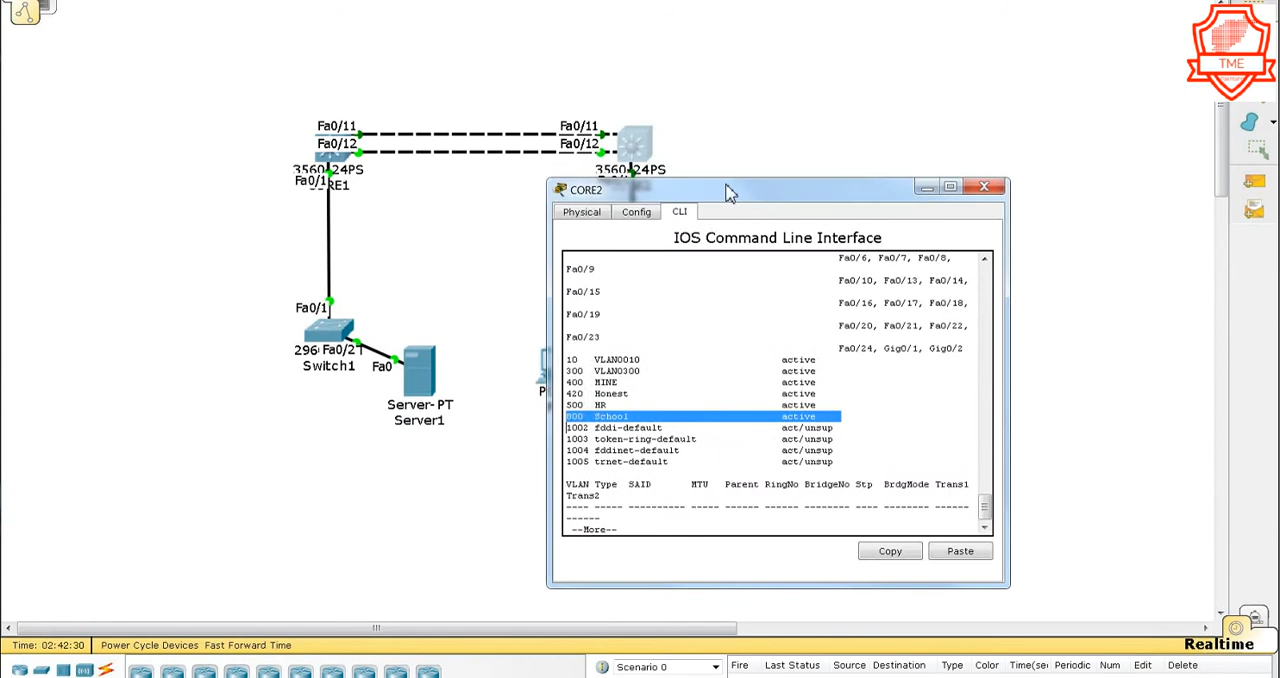 TME
Fa0/11
Fa0/11
Fa0/12
Fa0/12
3560-24PS
3560-24PS
Fa0/1
Fa0/1
Fa0/2
Switch1
Fa0
Server-PT
Server1
CORE2
Physical
Config
CLI
IOS Command Line Interface
Fa0/6, Fa0/7, Fa0/8,
Fa0/9
Fa0/10, Fa0/13, Fa0/14,
Fa0/15
Fa0/16, Fa0/17, Fa0/18,
Fa0/19
Fa0/20, Fa0/21, Fa0/22,
Fa0/23
Fa0/24, Gig0/1, Gig0/2
10 VLAN0010 active
300 VLAN0300 active
400 MINE active
420 Honest active
500 HR active
800 School active
1002 fddi-default act/unsup
1003 token-ring-default act/unsup
1004 fddinet-default act/unsup
1005 trnet-default act/unsup
VLAN Type SAID MTU Parent RingNo BridgeNo Stp BrdgMode Trans1
Trans2
---- ----- ---------- ----- ------ ------ -------- ---- -------- ------
------
--More--
Copy
Paste
Time: 02:42:30
Power Cycle Devices Fast Forward Time
Realtime
Scenario 0
Fire Last Status Source Destination Type Color Time(sec Periodic Num Edit Delete